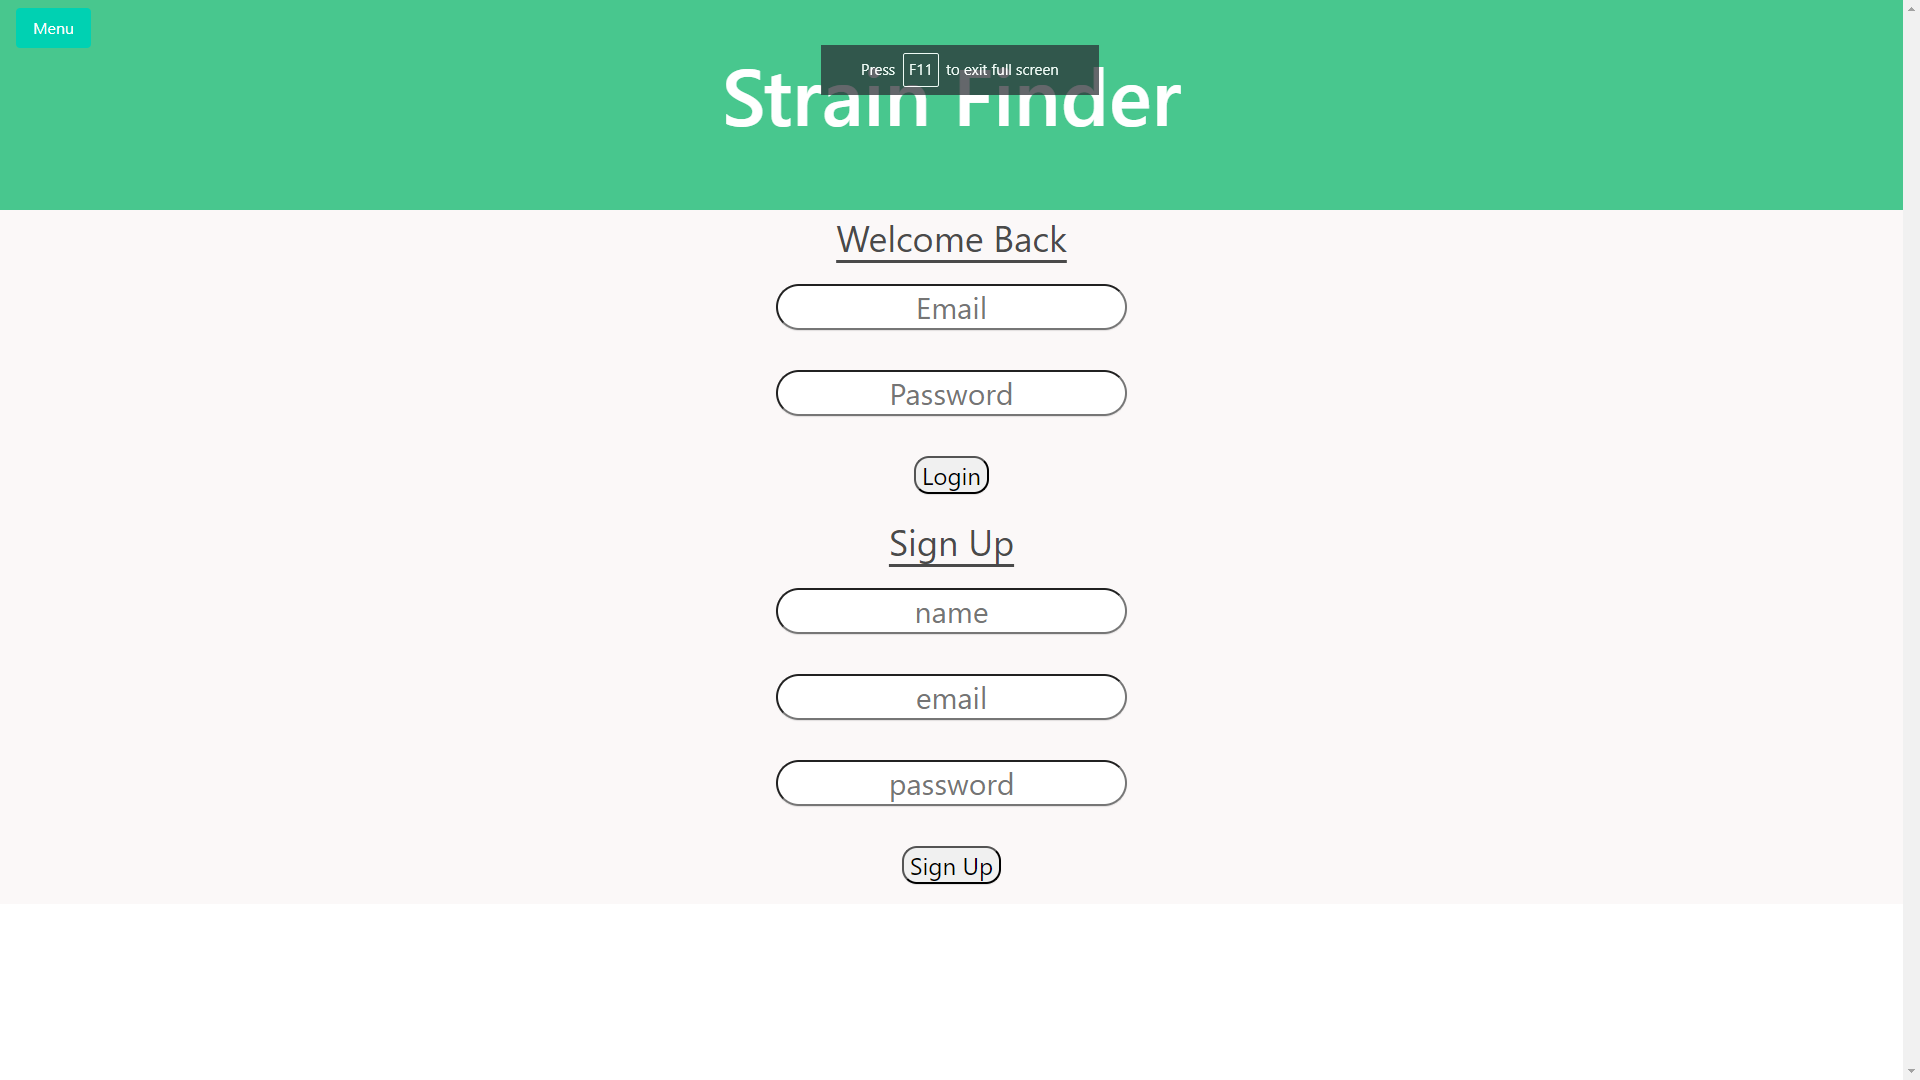 Menu
Press F11 to exit full screen
Strain Finder
Welcome Back
Email
Password
Login
Sign Up
name
email
password
Sign Up